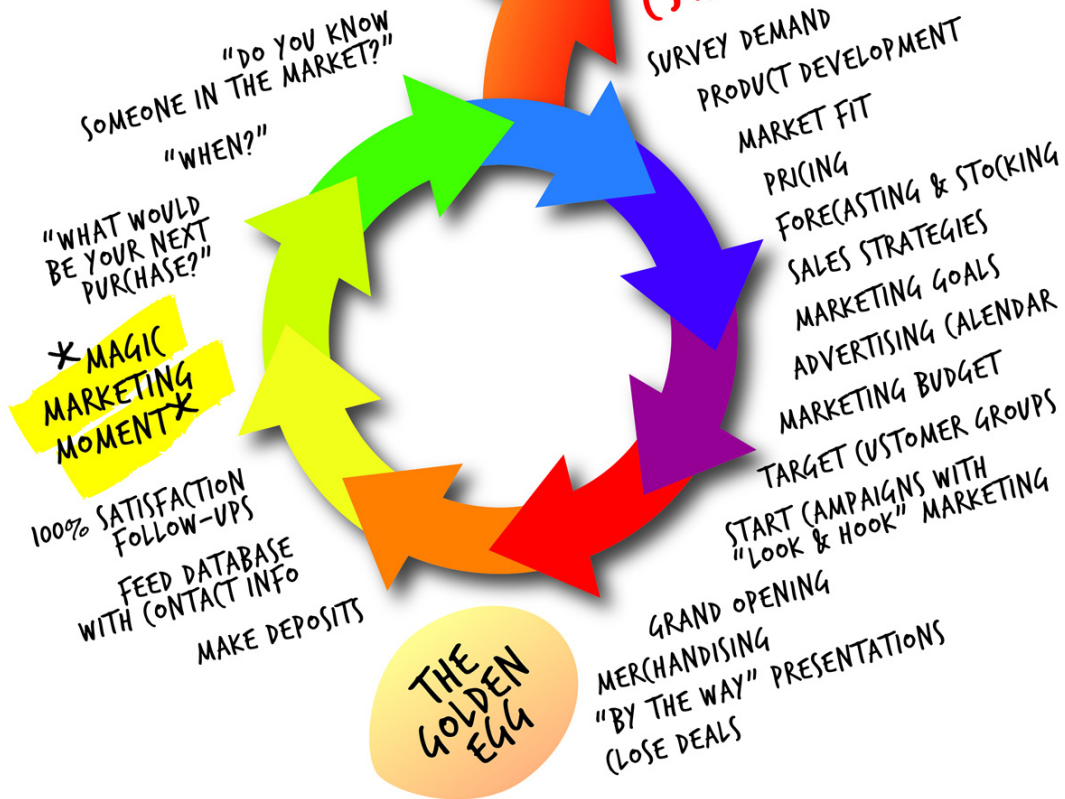 SURVEY DEMAND
PRODUCT DEVELOPMENT
MARKET FIT
PRICING
FORECASTING & STOCKING
SALES STRATEGIES
MARKETING GOALS
ADVERTISING CALENDAR
MARKETING BUDGET
TARGET CUSTOMER GROUPS
START CAMPAIGNS WITH
"LOOK & HOOK" MARKETING
GRAND OPENING
MERCHANDISING
"BY THE WAY" PRESENTATIONS
CLOSE DEALS
THE
GOLDEN
EGG
MAKE DEPOSITS
FEED DATABASE
WITH CONTACT INFO
100% SATISFACTION
FOLLOW-UPS
*MAGIC
MARKETING
MOMENT*
"WHAT WOULD
BE YOUR NEXT
PURCHASE?"
"WHEN?"
"DO YOU KNOW
SOMEONE IN THE MARKET?"